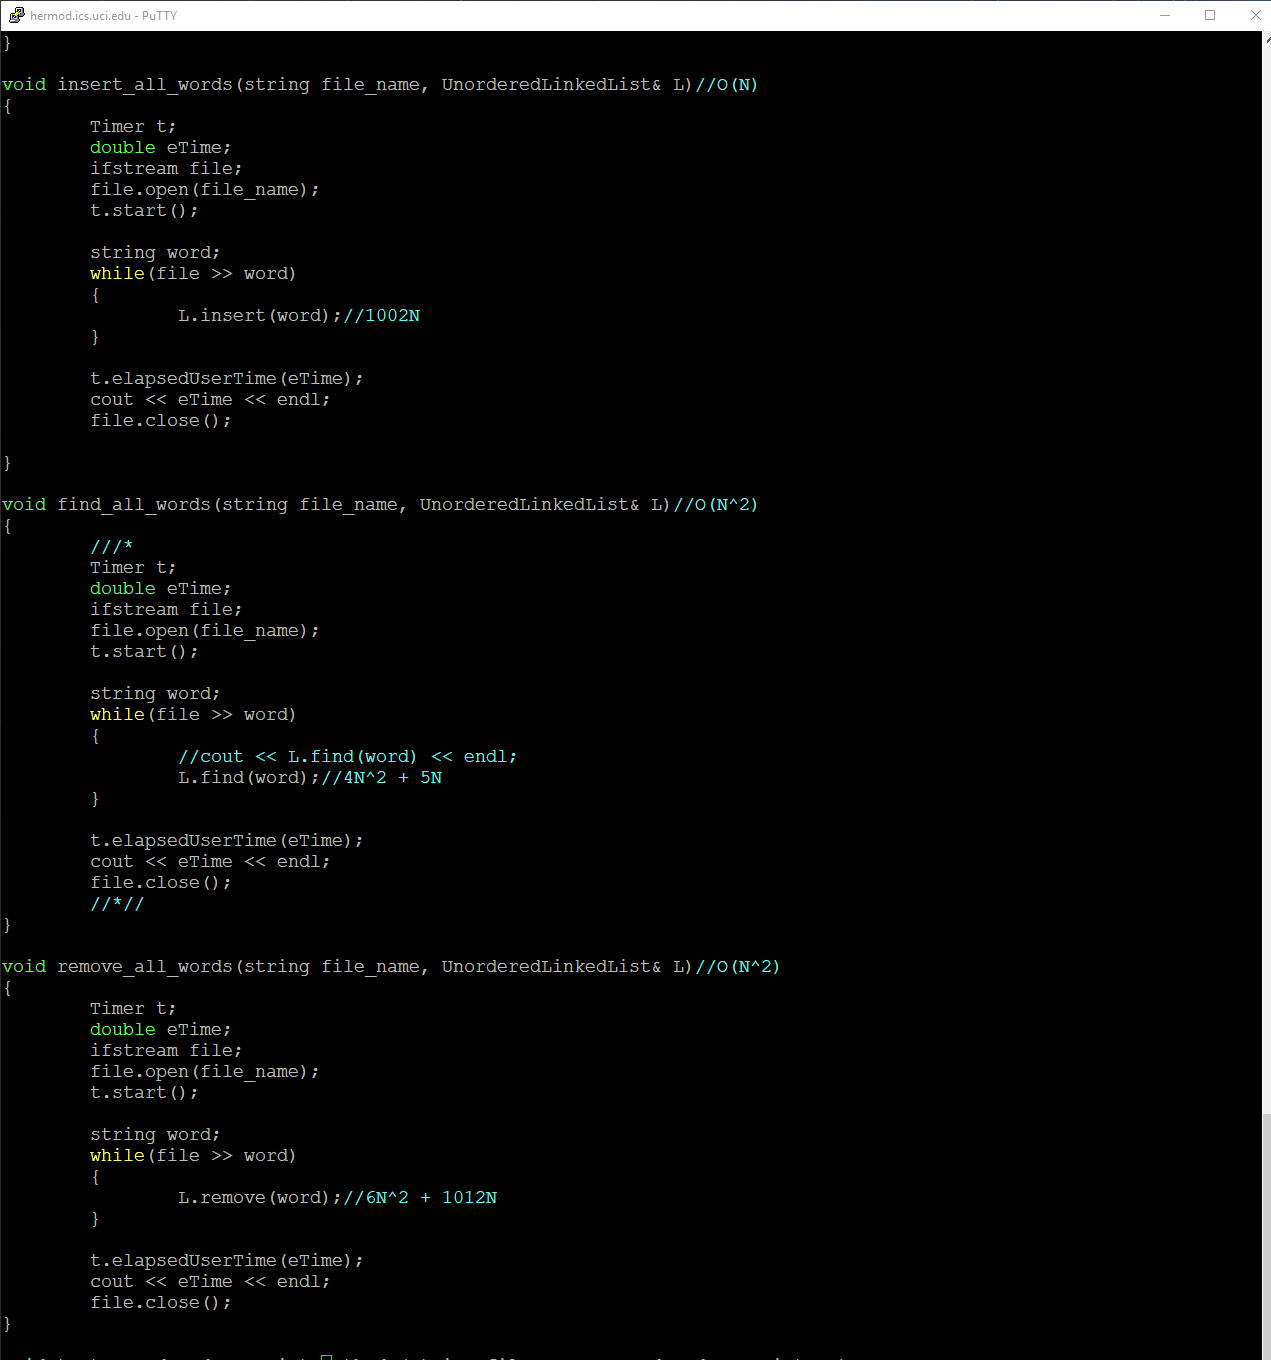 hermod.ics.uci.edu - PuTTY
}
void insert_all_words(string file_name, UnorderedLinkedList& L)//O(N)
{
Timer t;
double eTime;
ifstream file;
file.open(file_name);
t.start();
string word;
while(file >> word)
{
L.insert(word);//1002N
}
t.elapsedUserTime(eTime);
cout << eTime << endl;
file.close();
}
void find_all_words(string file_name, UnorderedLinkedList& L)//O(N^2)
{
///*
Timer t;
double eTime;
ifstream file;
file.open(file_name);
t.start();
string word;
while(file >> word)
{
//cout << L.find(word) << endl;
L.find(word);//4N^2 + 5N
}
t.elapsedUserTime(eTime);
cout << eTime << endl;
file.close();
//*//
}
void remove_all_words(string file_name, UnorderedLinkedList& L)//O(N^2)
{
Timer t;
double eTime;
ifstream file;
file.open(file_name);
t.start();
string word;
while(file >> word)
{
L.remove(word);//6N^2 + 1012N
}
t.elapsedUserTime(eTime);
cout << eTime << endl;
file.close();
}